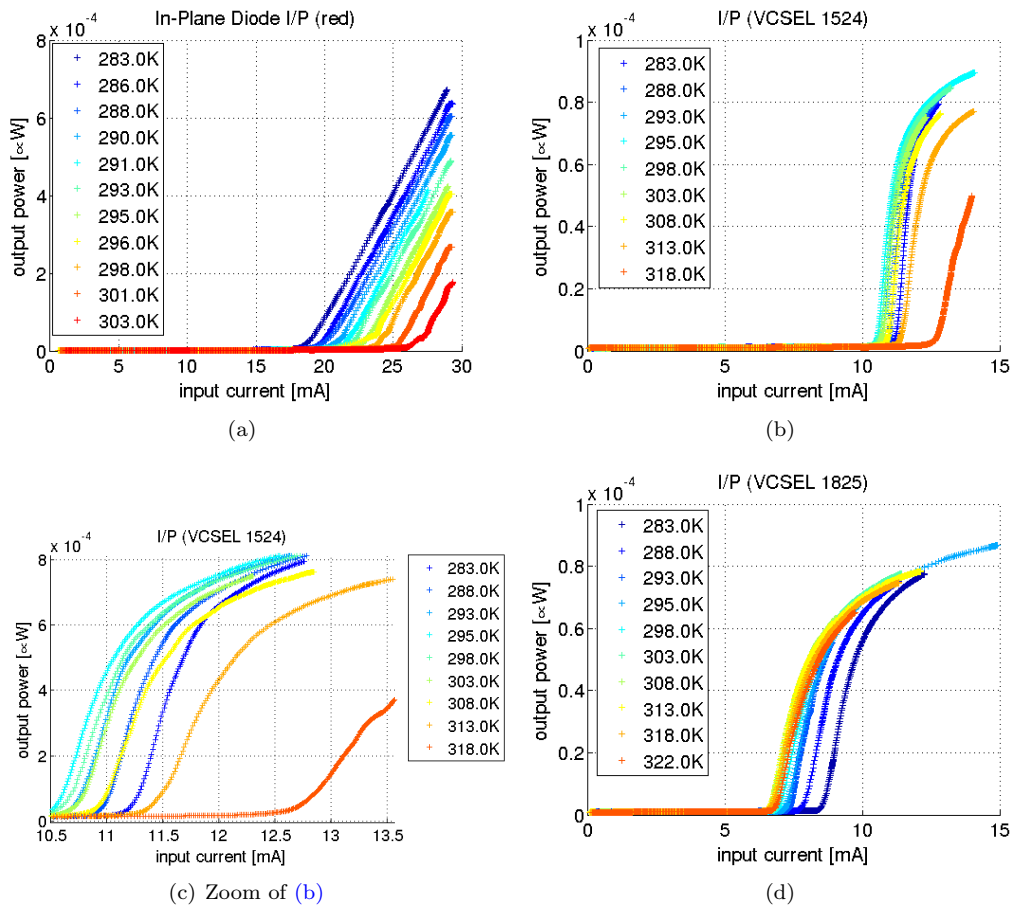 In-Plane Diode I/P (red)
x 10⁻⁴
8
6
4
2
0
output power [∝W]
283.0K
286.0K
288.0K
290.0K
291.0K
293.0K
295.0K
296.0K
298.0K
301.0K
303.0K
0 5 10 15 20 25 30
input current [mA]
(a)
I/P (VCSEL 1524)
x 10⁻⁴
1
0.8
0.6
0.4
0.2
0
output power [∝W]
283.0K
288.0K
293.0K
295.0K
298.0K
303.0K
308.0K
313.0K
318.0K
0 5 10 15
input current [mA]
(b)
I/P (VCSEL 1524)
x 10⁻⁴
8
6
4
2
0
output power [∝W]
283.0K
288.0K
293.0K
295.0K
298.0K
303.0K
308.0K
313.0K
318.0K
10.5 11 11.5 12 12.5 13 13.5
input current [mA]
(c) Zoom of (b)
I/P (VCSEL 1825)
x 10⁻⁴
1
0.8
0.6
0.4
0.2
0
output power [∝W]
283.0K
288.0K
293.0K
295.0K
298.0K
303.0K
308.0K
313.0K
318.0K
322.0K
0 5 10 15
input current [mA]
(d)